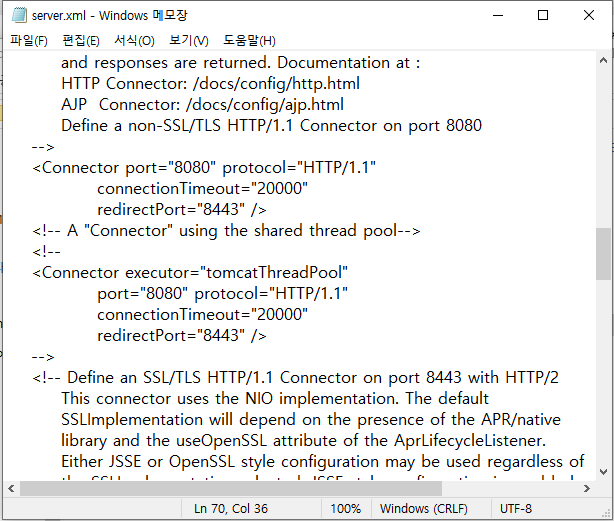 server.xml - Windows 메모장
파일(F) 편집(E) 서식(O) 보기(V) 도움말(H)
and responses are returned. Documentation at :
HTTP Connector: /docs/config/http.html
AJP  Connector: /docs/config/ajp.html
Define a non-SSL/TLS HTTP/1.1 Connector on port 8080
-->
<Connector port="8080" protocol="HTTP/1.1"
connectionTimeout="20000"
redirectPort="8443" />
<!-- A "Connector" using the shared thread pool-->
<!--
<Connector executor="tomcatThreadPool"
port="8080" protocol="HTTP/1.1"
connectionTimeout="20000"
redirectPort="8443" />
-->
<!-- Define an SSL/TLS HTTP/1.1 Connector on port 8443 with HTTP/2
This connector uses the NIO implementation. The default
SSLImplementation will depend on the presence of the APR/native
library and the useOpenSSL attribute of the AprLifecycleListener.
Either JSSE or OpenSSL style configuration may be used regardless of
Ln 70, Col 36 100% Windows (CRLF) UTF-8